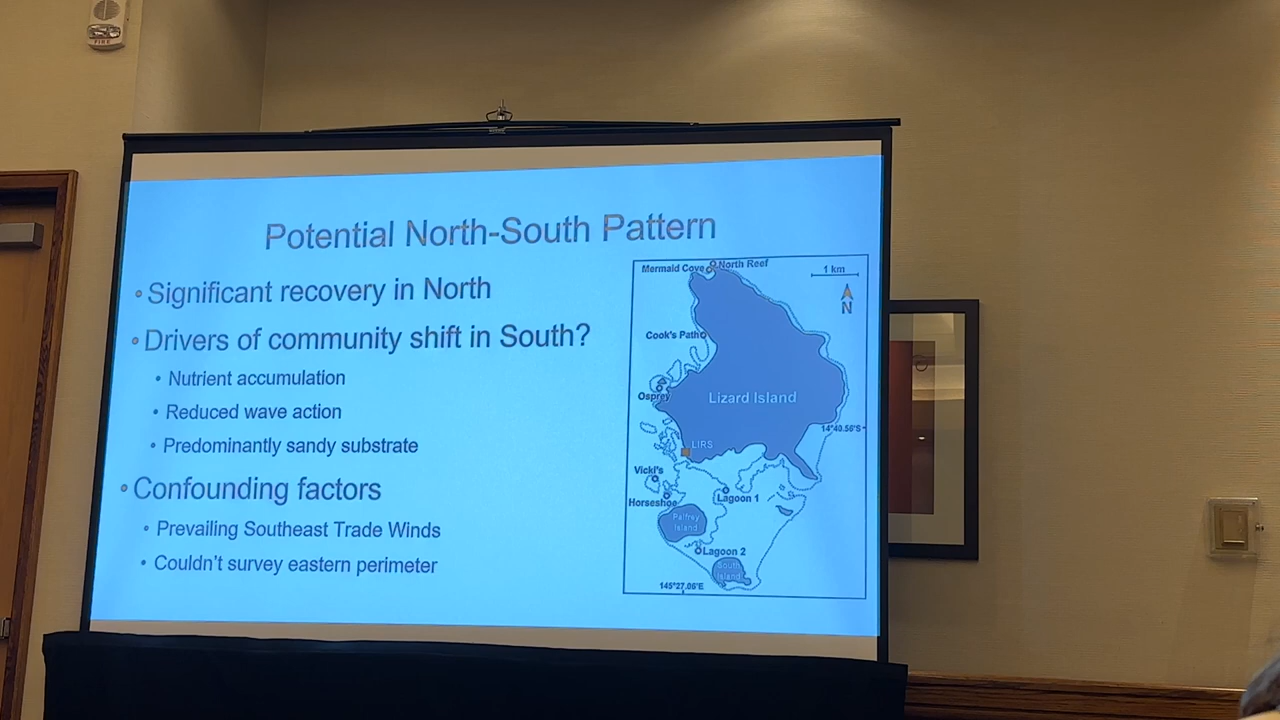 FIRE
Potential North-South Pattern
• Significant recovery in North
• Drivers of community shift in South?
• Nutrient accumulation
• Reduced wave action
• Predominantly sandy substrate
• Confounding factors
• Prevailing Southeast Trade Winds
• Couldn't survey eastern perimeter
Mermaid Cove
North Reef
1 km
N
Cook's Path
Osprey
Lizard Island
14°40.56'S
LIRS
Vicki's
Horseshoe
Lagoon 1
Palfrey
Island
Lagoon 2
South
Island
145°27.06'E